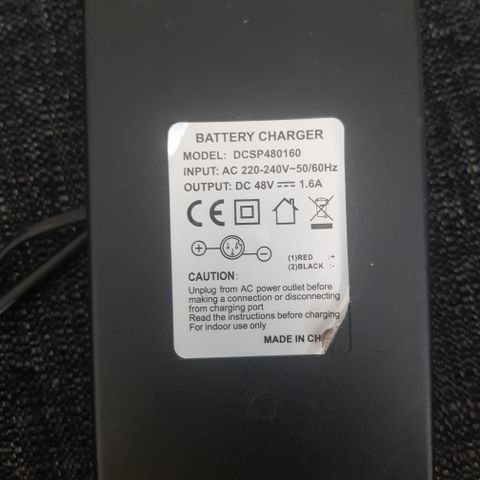 BATTERY CHARGER
MODEL: DCSP480160
INPUT: AC 220-240V~50/60Hz
OUTPUT: DC 48V⎓1.6A
CE
(1)RED :+
(2)BLACK :-
CAUTION:
Unplug from AC power outlet before
making a connection or disconnecting
from charging port
Read the instructions before charging
For indoor use only
MADE IN